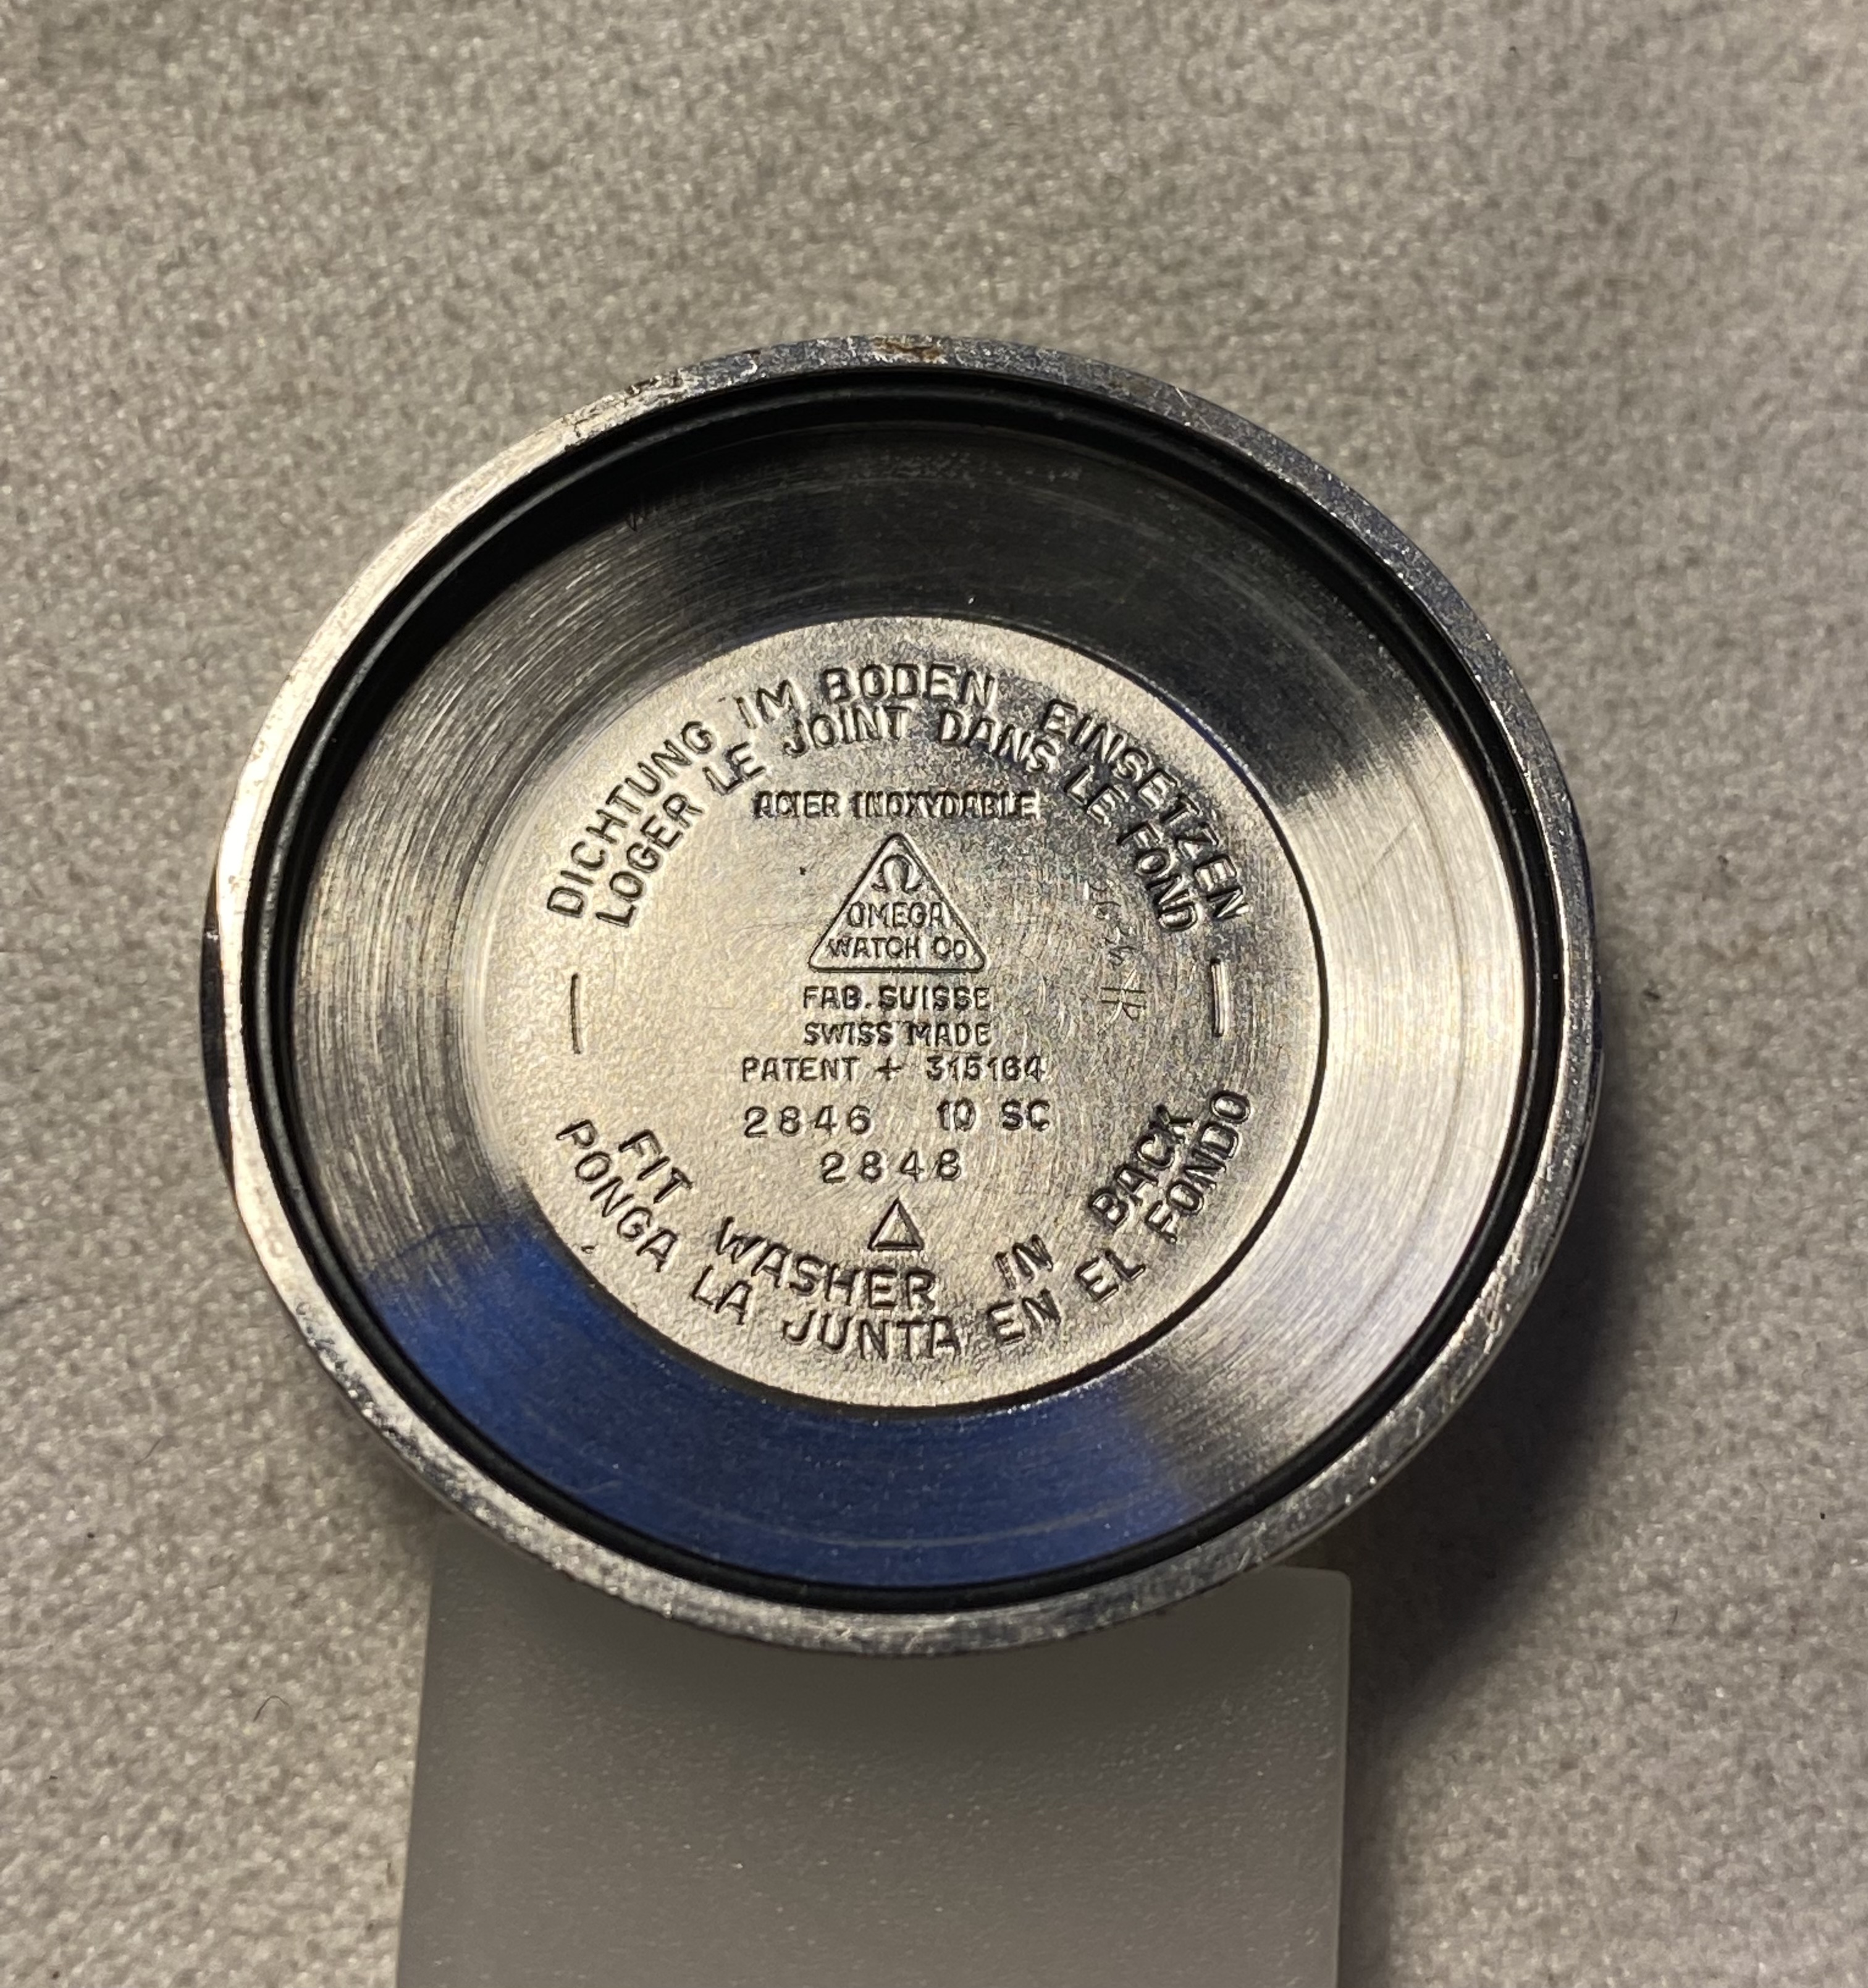 DICHTUNG IM BODEN EINSETZEN
LOGER LE JOINT DANS LE FOND
ACIER INOXYDABLE
Ω
OMEGA
WATCH Co
FAB. SUISSE
SWISS MADE
PATENT + 315164
2846 10 SC
2848
FIT WASHER IN BACK
PONGA LA JUNTA EN EL FONDO